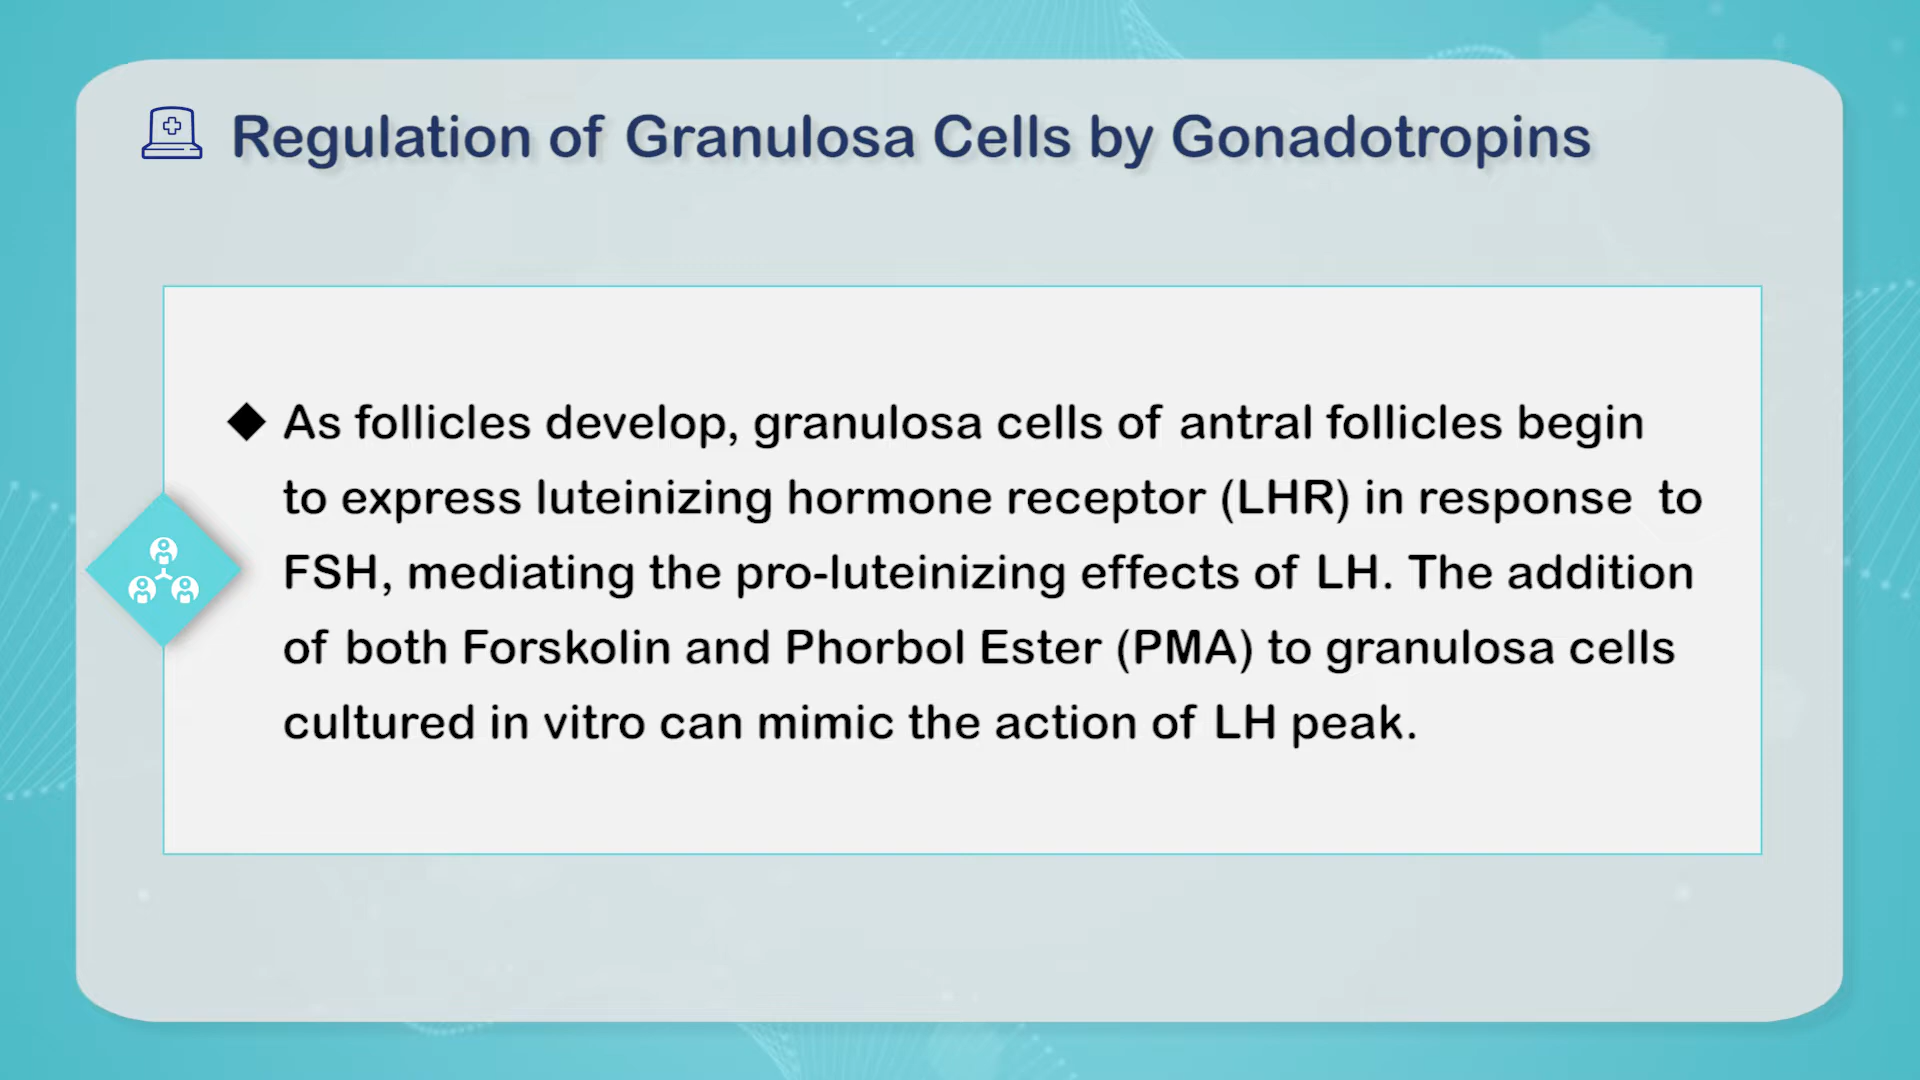 Regulation of Granulosa Cells by Gonadotropins
◆ As follicles develop, granulosa cells of antral follicles begin
to express luteinizing hormone receptor (LHR) in response to
FSH, mediating the pro-luteinizing effects of LH. The addition
of both Forskolin and Phorbol Ester (PMA) to granulosa cells
cultured in vitro can mimic the action of LH peak.